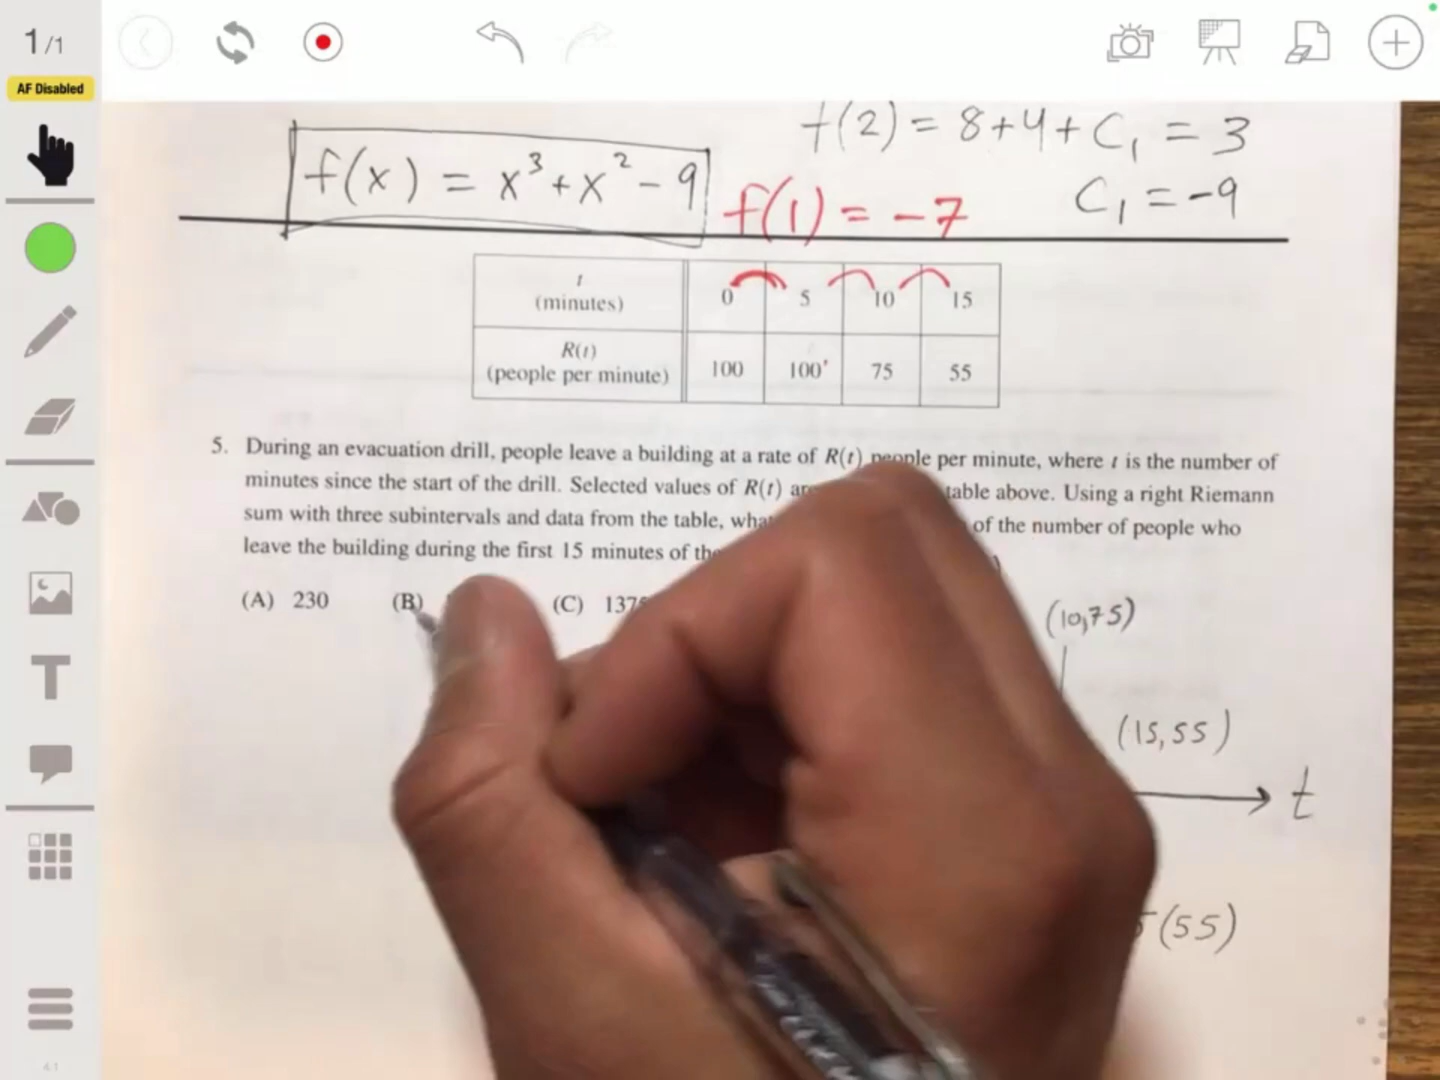 1/1
AF Disabled
f(2) = 8+4+C₁ = 3
f(x) = x³+x²-9
f(1) = -7
C₁ = -9
t
(minutes)
0 5 10 15
R(t)
(people per minute)
100 100 75 55
5. During an evacuation drill, people leave a building at a rate of R(t) people per minute, where t is the number of
minutes since the start of the drill. Selected values of R(t) table above. Using a right Riemann
sum with three subintervals and data from the table, of the number of people who
leave the building during the first 15 minutes of
(A) 230 (B) (C)
(10,75)
(15,55)
t
(55)
T